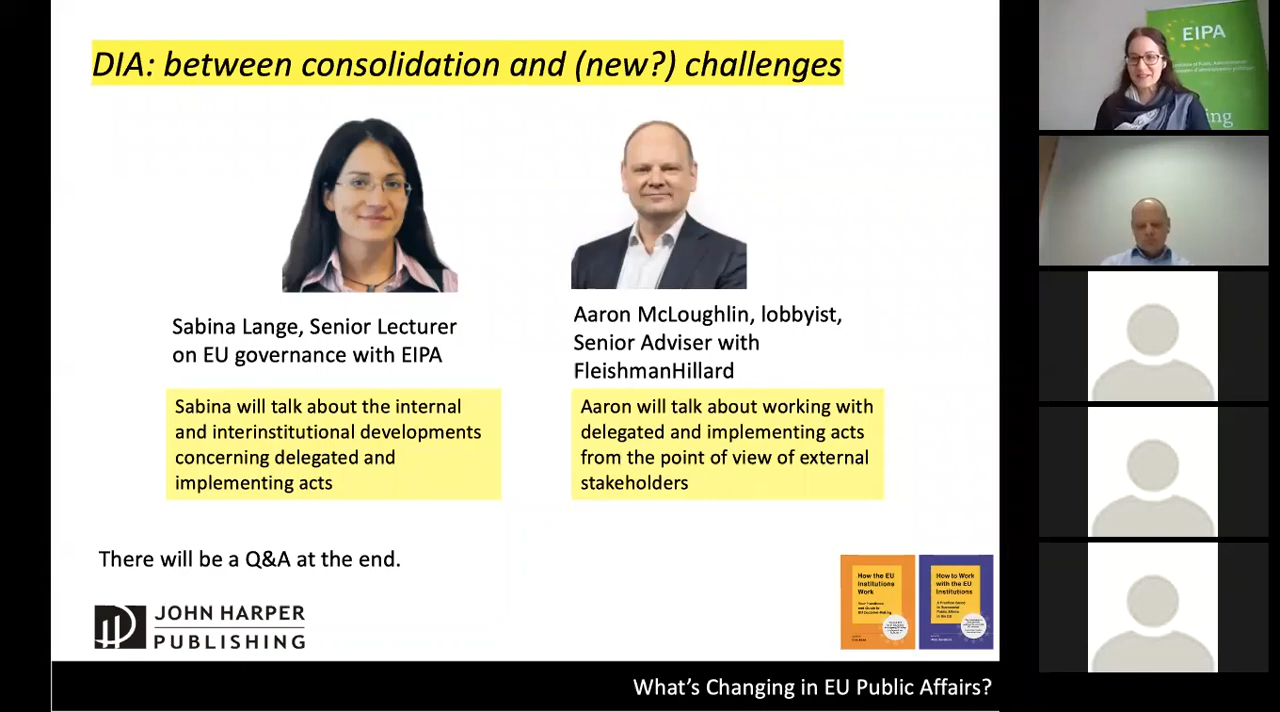 DIA: between consolidation and (new?) challenges
Sabina Lange, Senior Lecturer
on EU governance with EIPA
Aaron McLoughlin, lobbyist,
Senior Adviser with
FleishmanHillard
Sabina will talk about the internal
and interinstitutional developments
concerning delegated and
implementing acts
Aaron will talk about working with
delegated and implementing acts
from the point of view of external
stakeholders
There will be a Q&A at the end.
JOHN HARPER
PUBLISHING
How the EU
Institutions
Work
How to Work
with the EU
Institutions
What's Changing in EU Public Affairs?
EIPA